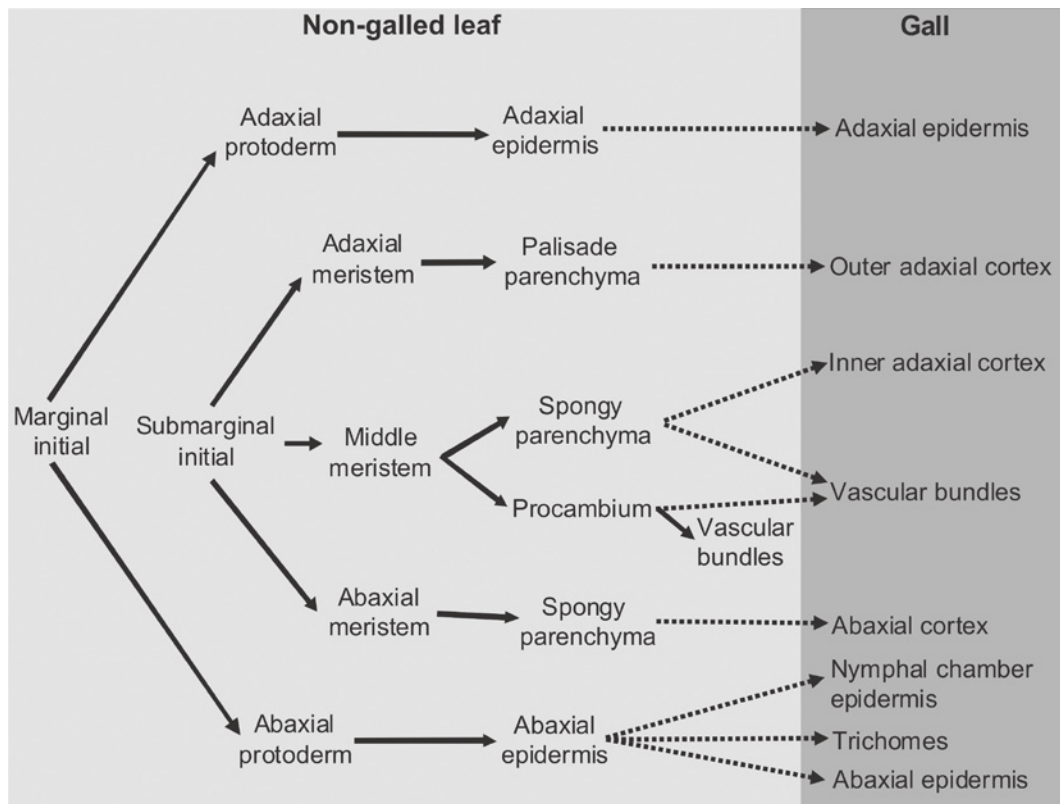 Non-galled leaf
Gall
Adaxial
protoderm
Adaxial
epidermis
Adaxial epidermis
Adaxial
meristem
Palisade
parenchyma
Outer adaxial cortex
Inner adaxial cortex
Marginal
initial
Submarginal
initial
Middle
meristem
Spongy
parenchyma
Procambium
Vascular
bundles
Vascular bundles
Abaxial
meristem
Spongy
parenchyma
Abaxial cortex
Nymphal chamber
epidermis
Abaxial
protoderm
Abaxial
epidermis
Trichomes
Abaxial epidermis